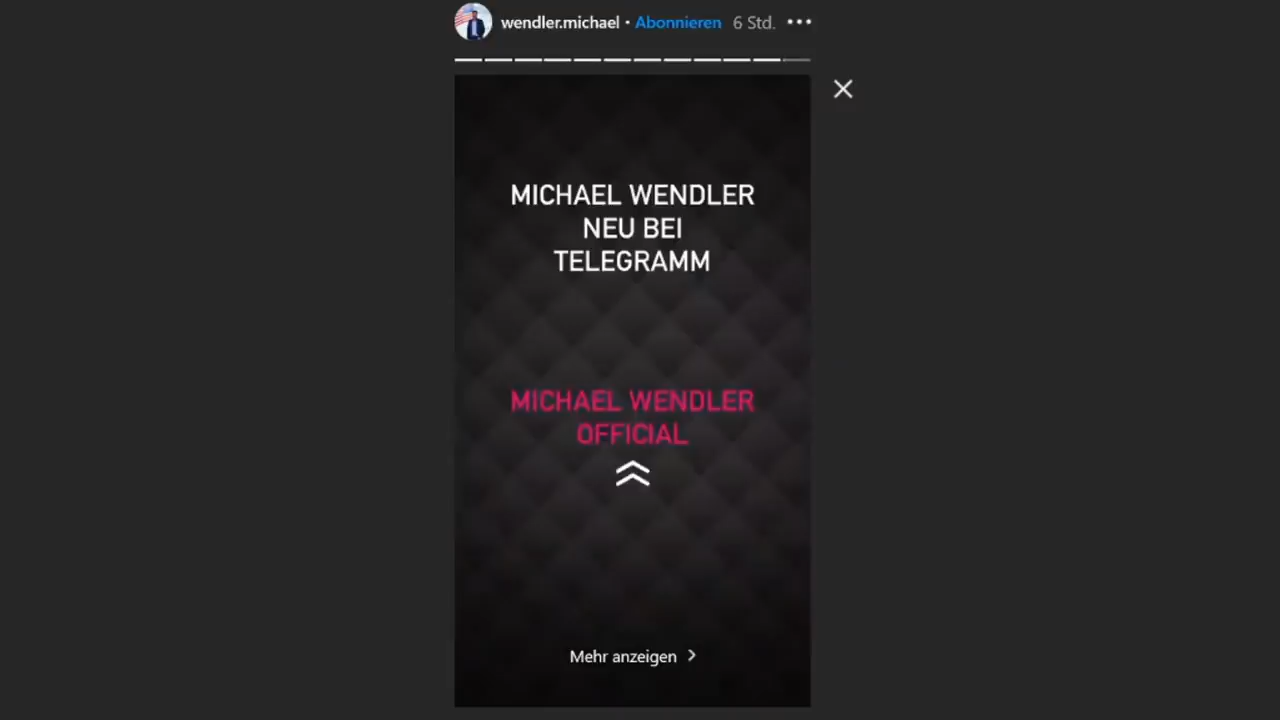 wendler.michael • Abonnieren 6 Std. •••
MICHAEL WENDLER
NEU BEI
TELEGRAMM
MICHAEL WENDLER
OFFICIAL
Mehr anzeigen